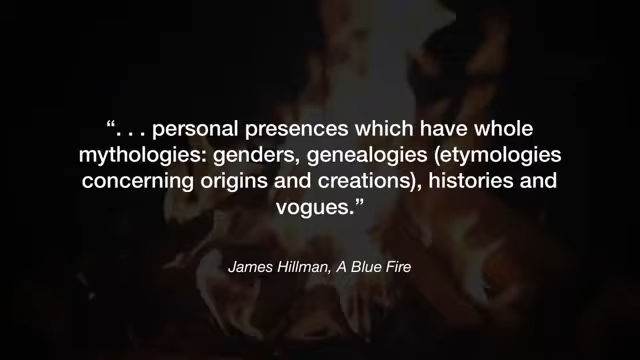 “. . . personal presences which have whole
mythologies: genders, genealogies (etymologies
concerning origins and creations), histories and
vogues.”
James Hillman, A Blue Fire